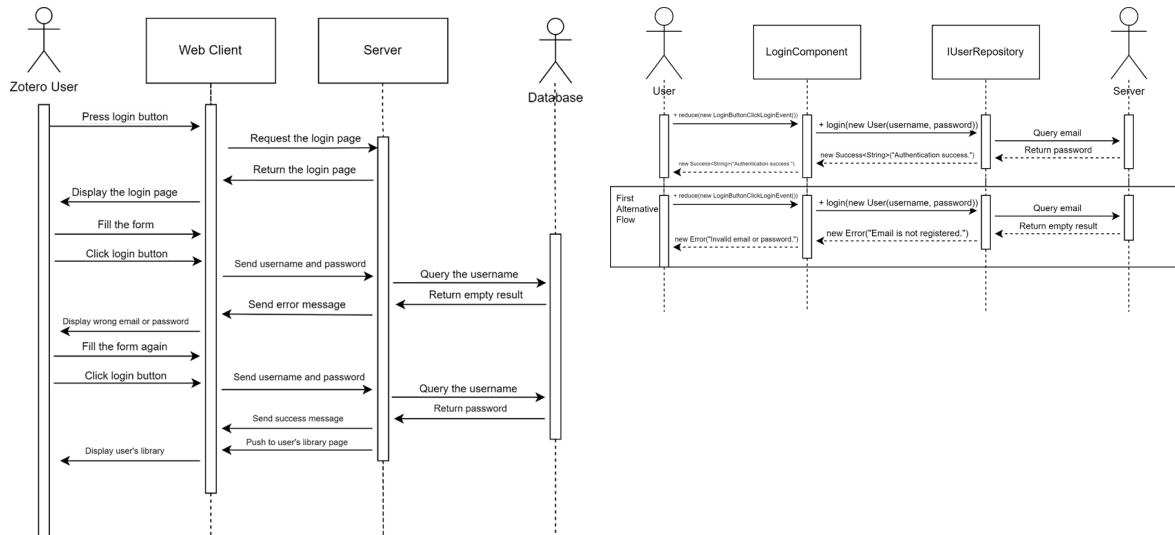 Zotero User
Web Client
Server
Database
Press login button
Request the login page
Return the login page
Display the login page
Fill the form
Click login button
Send username and password
Query the username
Return empty result
Send error message
Display wrong email or password
Fill the form again
Click login button
Send username and password
Query the username
Return password
Send success message
Push to user's library page
Display user's library
User
LoginComponent
IUserRepository
Server
+ reduce(new LoginButtonClickLoginEvent())
+ login(new User(username, password))
Query email
Return password
new Success<String>("Authentication success.")
new Success<String>("Authentication success.")
First
Alternative
Flow
+ reduce(new LoginButtonClickLoginEvent())
+ login(new User(username, password))
Query email
Return empty result
new Error("Email is not registered.")
new Error("Invalid email or password.")